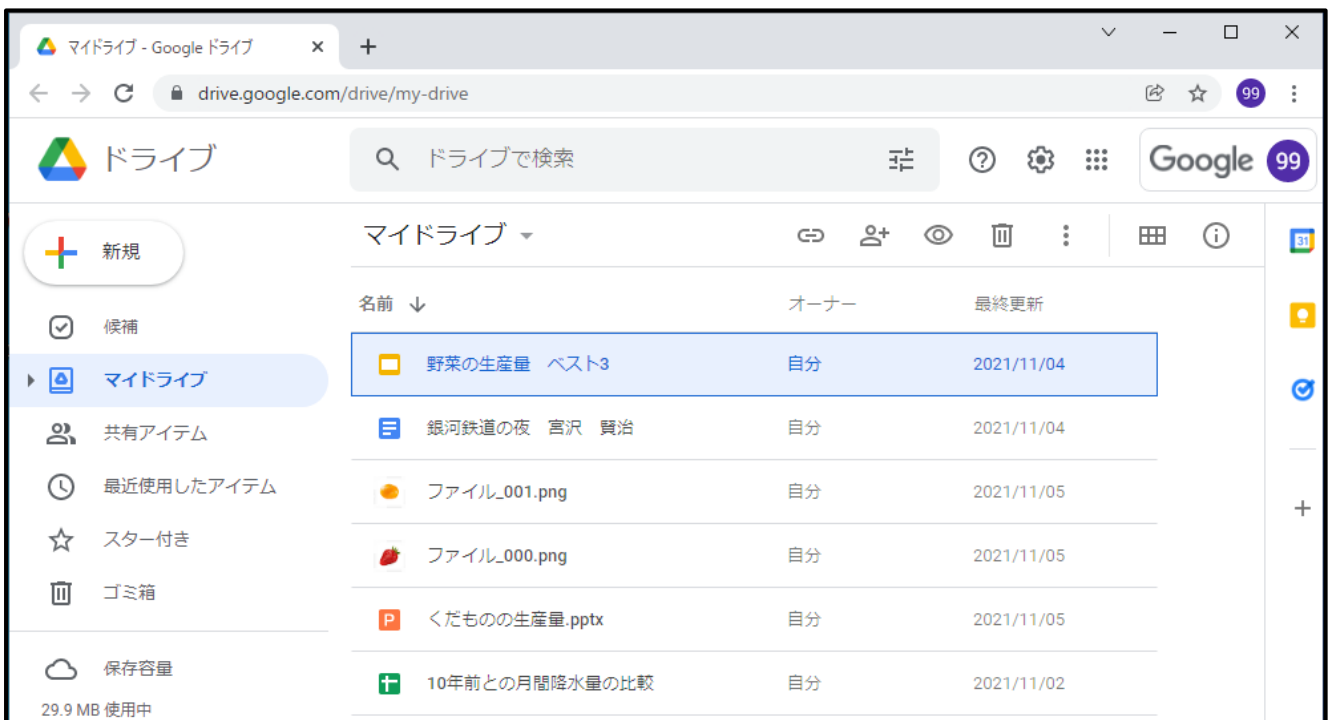 マイドライブ - Google ドライブ
drive.google.com/drive/my-drive
99
ドライブ
ドライブで検索
Google 99
新規
マイドライブ
31
名前 オーナー 最終更新
候補
マイドライブ
共有アイテム
最近使用したアイテム
スター付き
ゴミ箱
保存容量
29.9 MB 使用中
野菜の生産量　ベスト3 自分 2021/11/04
銀河鉄道の夜　宮沢　賢治 自分 2021/11/04
ファイル_001.png 自分 2021/11/05
ファイル_000.png 自分 2021/11/05
P くだものの生産量.pptx 自分 2021/11/05
10年前との月間降水量の比較 自分 2021/11/02